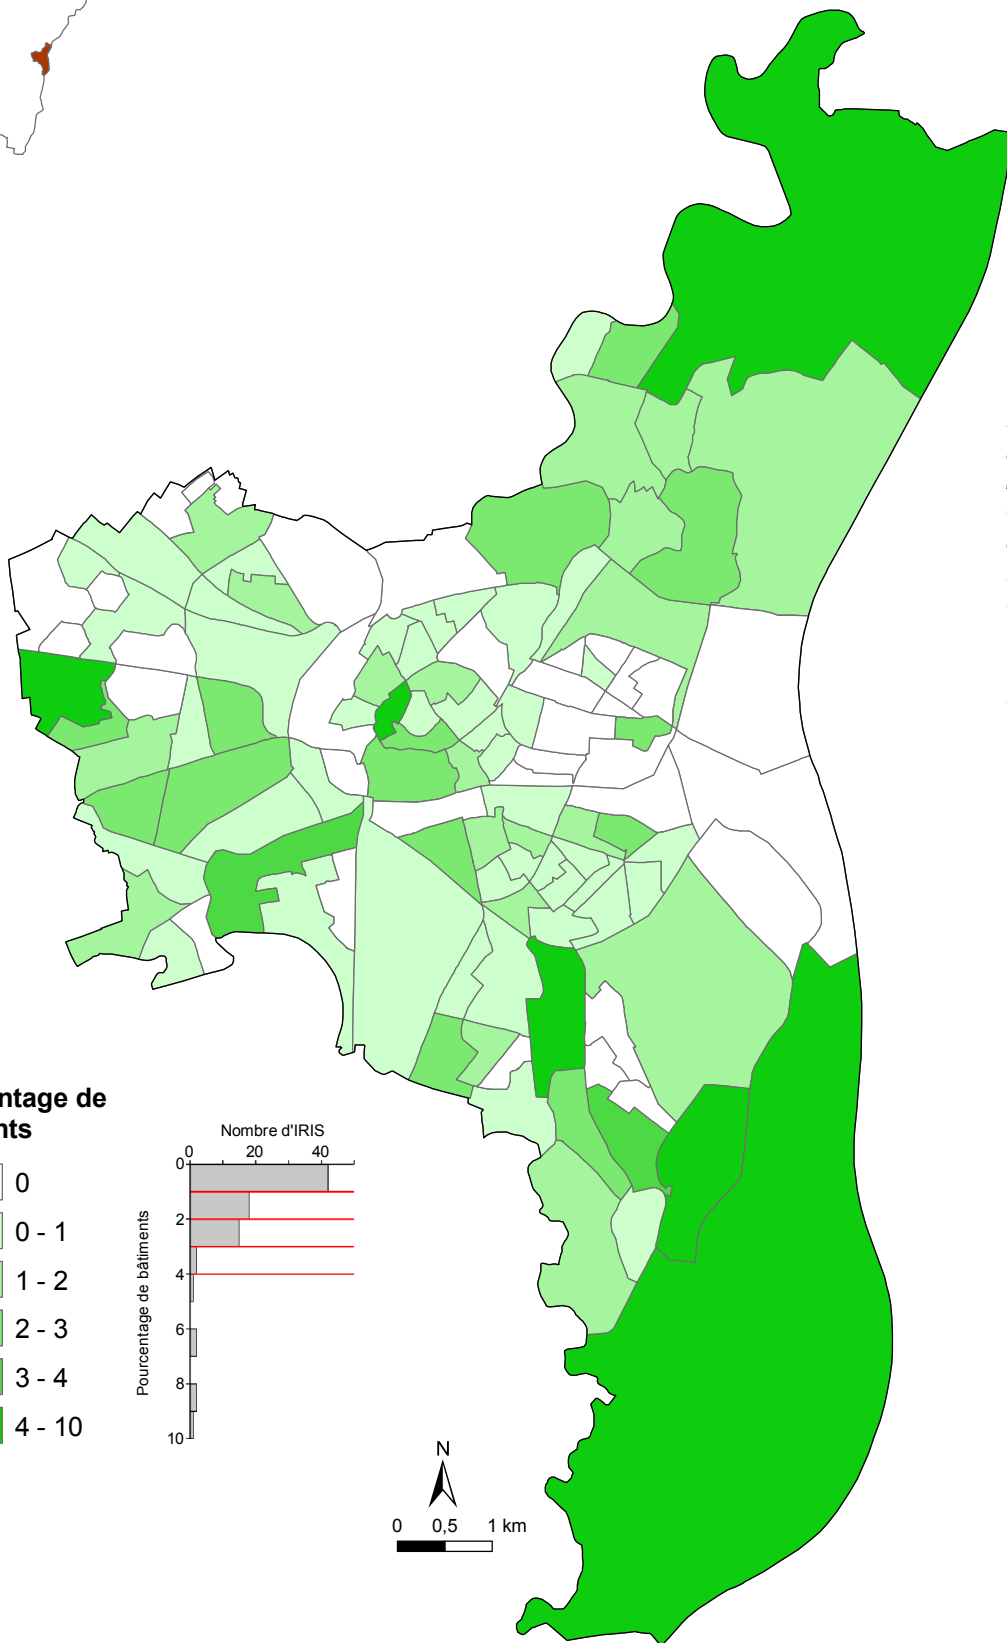 ntage de
nts
0
0 - 1
1 - 2
2 - 3
3 - 4
4 - 10
Nombre d'IRIS
0 20 40
0
2
4
6
8
10
Pourcentage de bâtiments
N
0 0,5 1 km